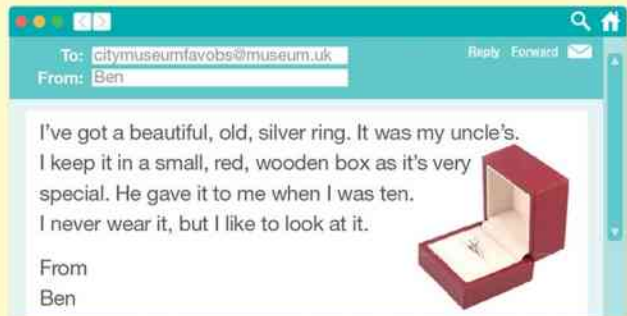 To: citymuseumfavobs@museum.uk
Reply Forward
From: Ben
I've got a beautiful, old, silver ring. It was my uncle's.
I keep it in a small, red, wooden box as it's very
special. He gave it to me when I was ten.
I never wear it, but I like to look at it.
From
Ben